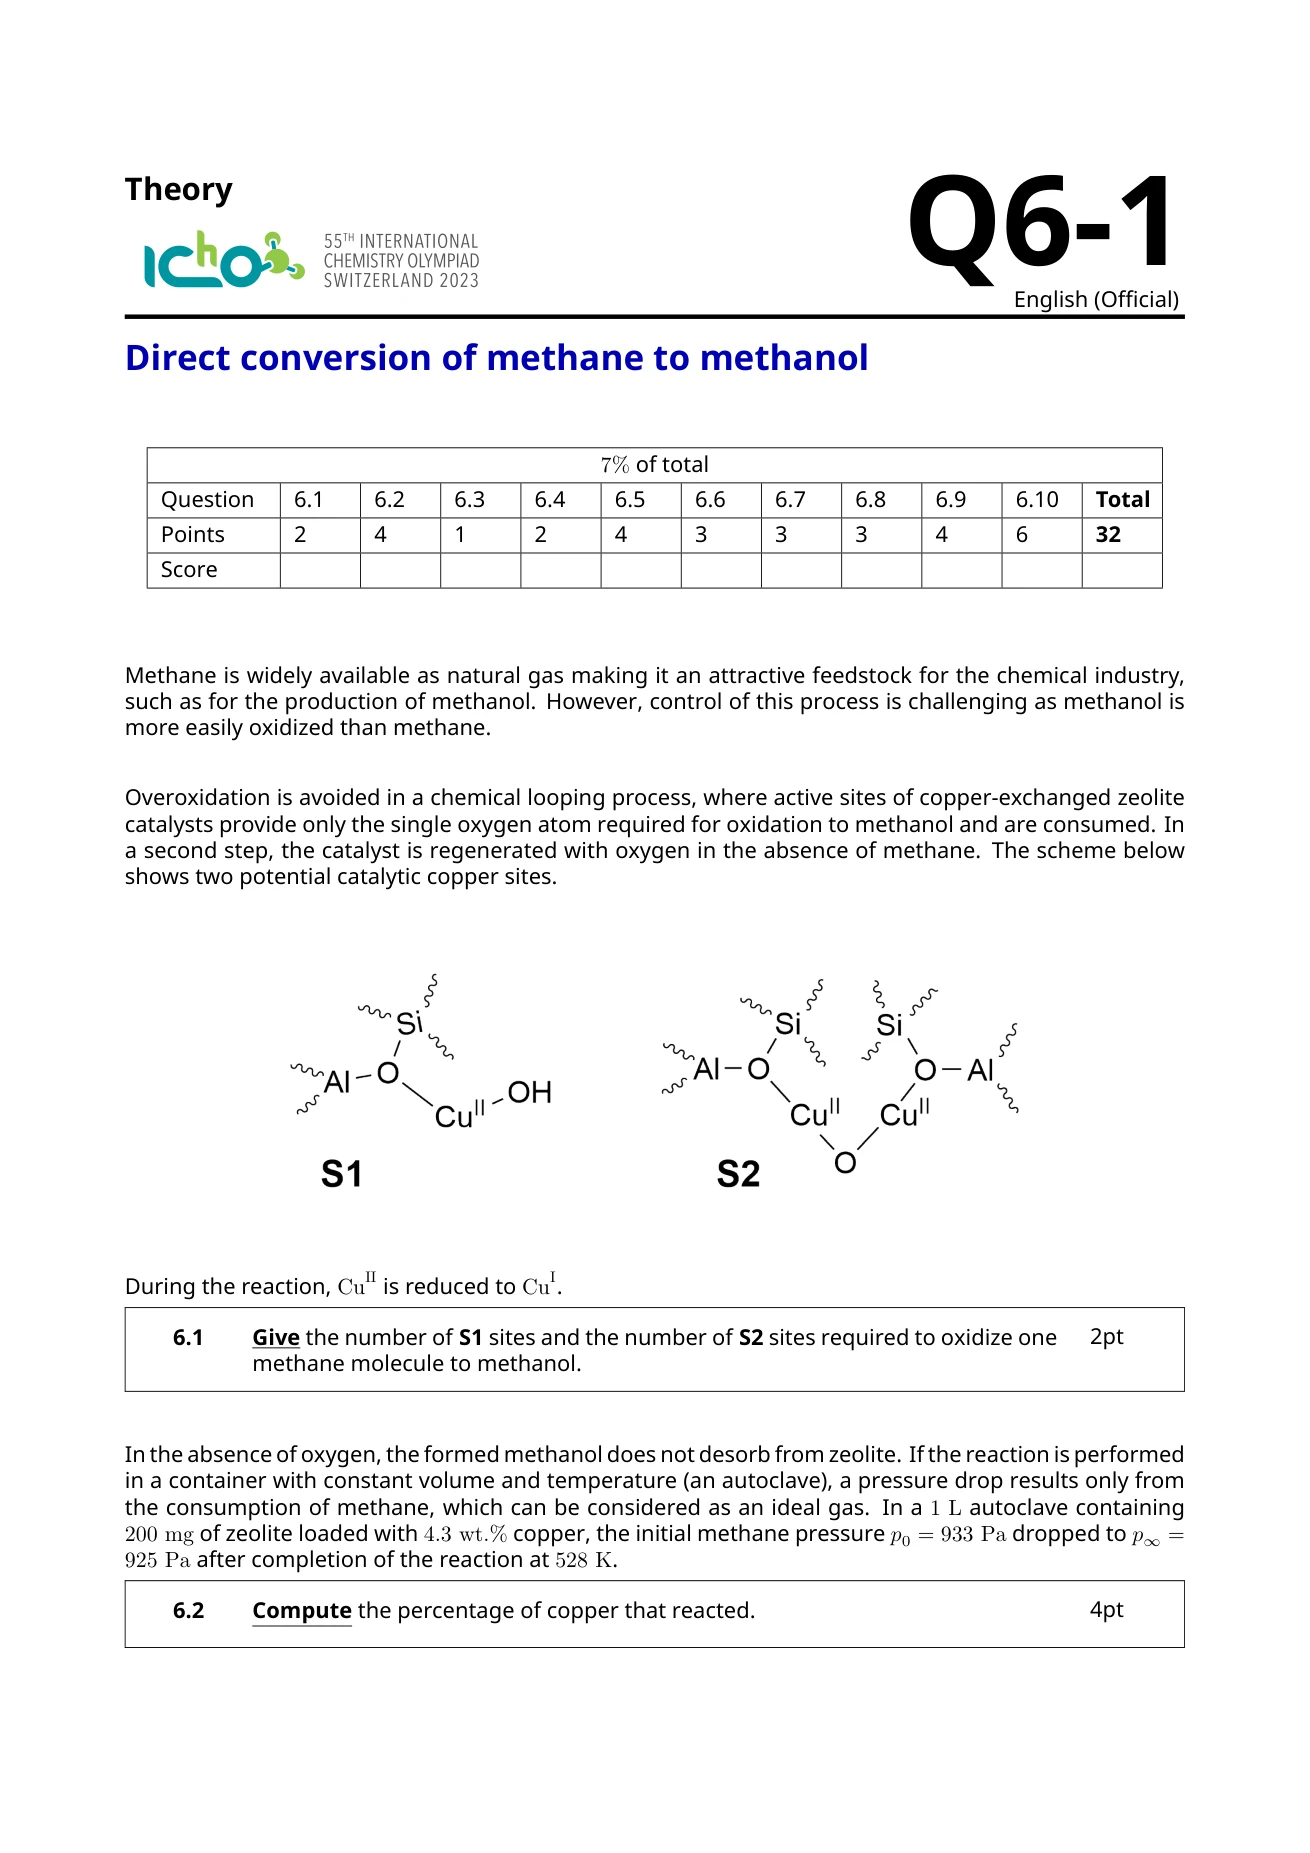 Theory
Q6-1
IChO
55TH INTERNATIONAL
CHEMISTRY OLYMPIAD
SWITZERLAND 2023
English (Official)
Direct conversion of methane to methanol
7% of total
Question 6.1 6.2 6.3 6.4 6.5 6.6 6.7 6.8 6.9 6.10 Total
Points 2 4 1 2 4 3 3 3 4 6 32
Score
Methane is widely available as natural gas making it an attractive feedstock for the chemical industry,
such as for the production of methanol. However, control of this process is challenging as methanol is
more easily oxidized than methane.
Overoxidation is avoided in a chemical looping process, where active sites of copper-exchanged zeolite
catalysts provide only the single oxygen atom required for oxidation to methanol and are consumed. In
a second step, the catalyst is regenerated with oxygen in the absence of methane. The scheme below
shows two potential catalytic copper sites.
Si
Al O
Cu^II OH
S1
Si Si
Al O O Al
Cu^II Cu^II
O
S2
During the reaction, Cu^II is reduced to Cu^I.
6.1 Give the number of S1 sites and the number of S2 sites required to oxidize one 2pt
methane molecule to methanol.
In the absence of oxygen, the formed methanol does not desorb from zeolite. If the reaction is performed
in a container with constant volume and temperature (an autoclave), a pressure drop results only from
the consumption of methane, which can be considered as an ideal gas. In a 1 L autoclave containing
200 mg of zeolite loaded with 4.3 wt.% copper, the initial methane pressure p₀ = 933 Pa dropped to p∞ =
925 Pa after completion of the reaction at 528 K.
6.2 Compute the percentage of copper that reacted. 4pt